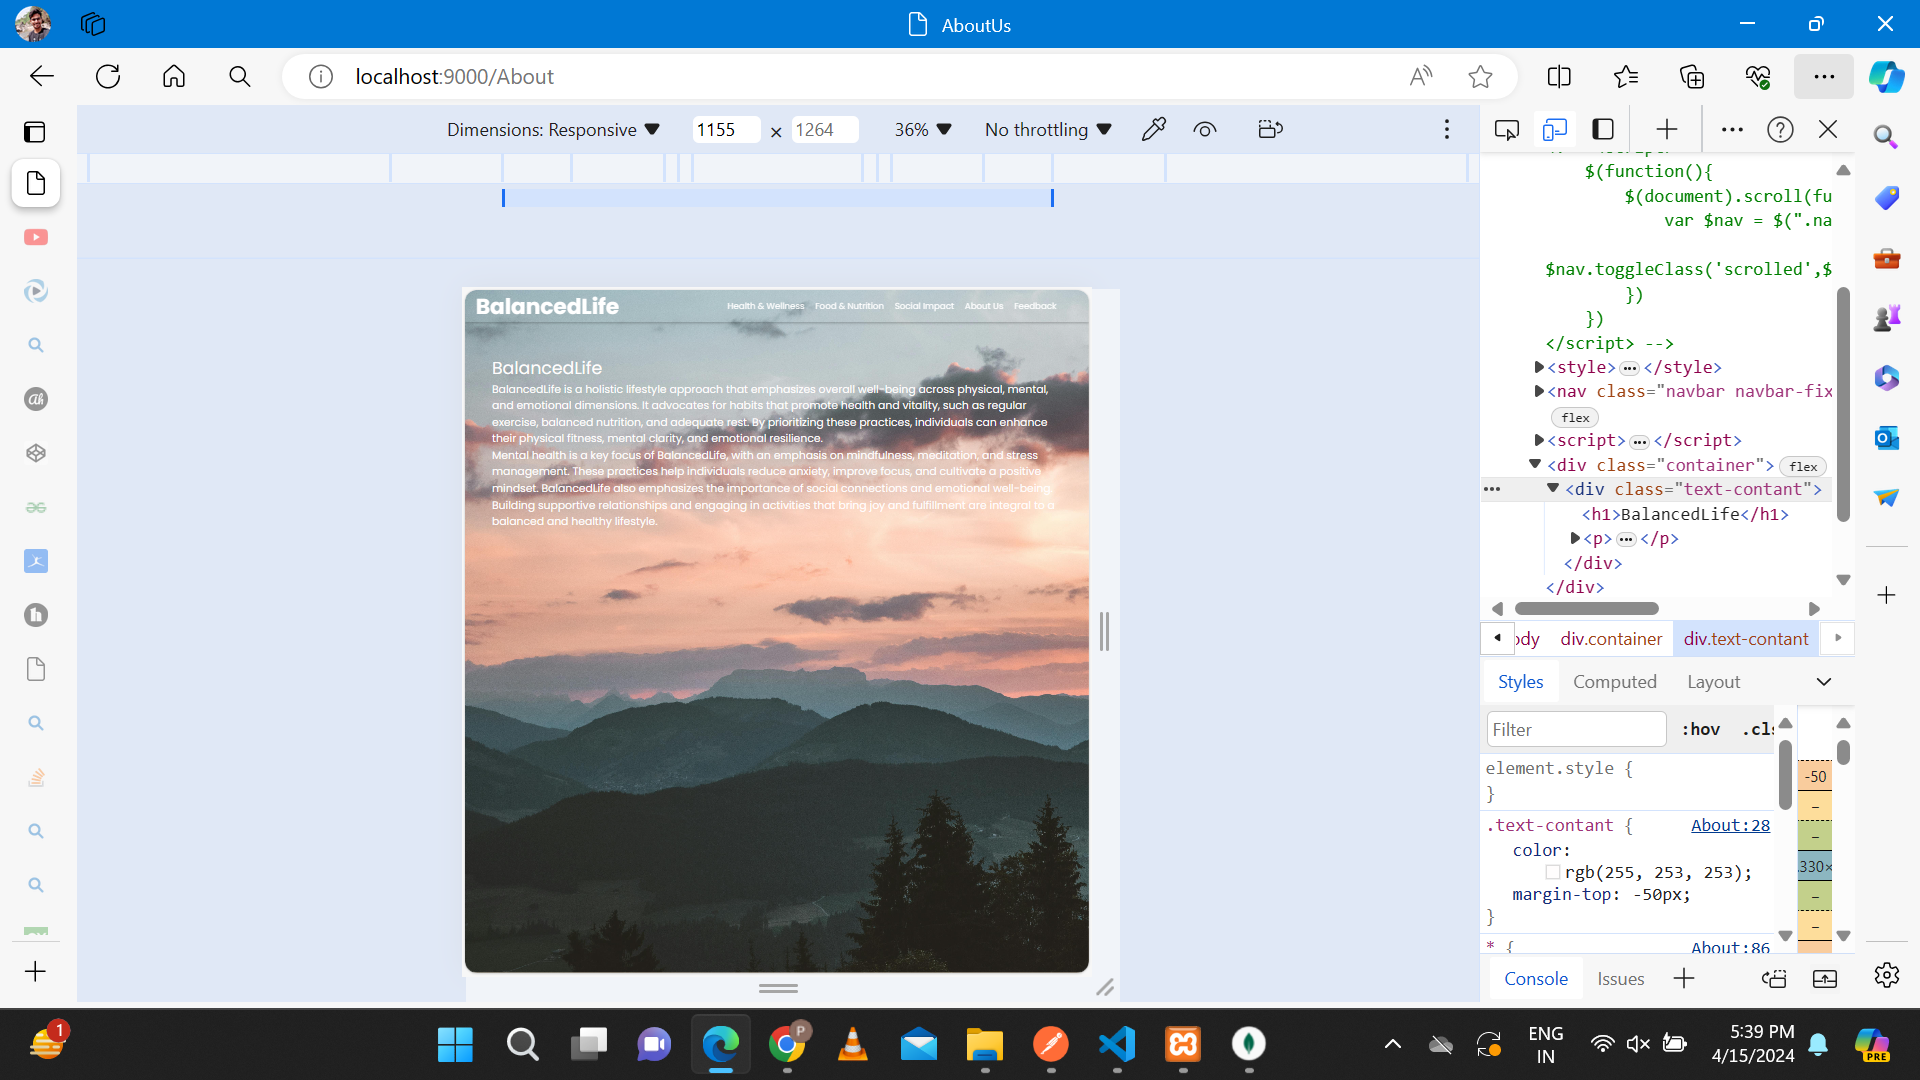 AboutUs
localhost:9000/About
Dimensions: Responsive
1155 × 1264
36%
No throttling
BalancedLife
Health & Wellness Food & Nutrition Social Impact About Us Feedback
BalancedLife
BalancedLife is a holistic lifestyle approach that emphasizes overall well-being across physical, mental,
and emotional dimensions. It advocates for habits that promote health and vitality, such as regular
exercise, balanced nutrition, and adequate rest. By prioritizing these practices, individuals can enhance
their physical fitness, mental clarity, and emotional resilience.
Mental health is a key focus of BalancedLife, with an emphasis on mindfulness, meditation, and stress
management. These practices help individuals reduce anxiety, improve focus, and cultivate a positive
mindset. BalancedLife also emphasizes the importance of social connections and emotional well-being.
Building supportive relationships and engaging in activities that bring joy and fulfillment are integral to a
balanced and healthy lifestyle.
$(function(){
$(document).scroll(fu
var $nav = $(".na
$nav.toggleClass('scrolled',$
})
})
</script> -->
<style> ••• </style>
<nav class="navbar navbar-fix
flex
<script> ••• </script>
<div class="container"> flex
••• <div class="text-contant">
<h1>BalancedLife</h1>
<p> ••• </p>
</div>
</div>
ody div.container div.text-contant
Styles Computed Layout
Filter :hov .cls
element.style {
}
.text-contant { About:28
color:
rgb(255, 253, 253);
margin-top: -50px;
}
* { About:86
-50
–
–
330×
–
–
Console Issues
1
P
ENG
IN
5:39 PM
4/15/2024
PRE